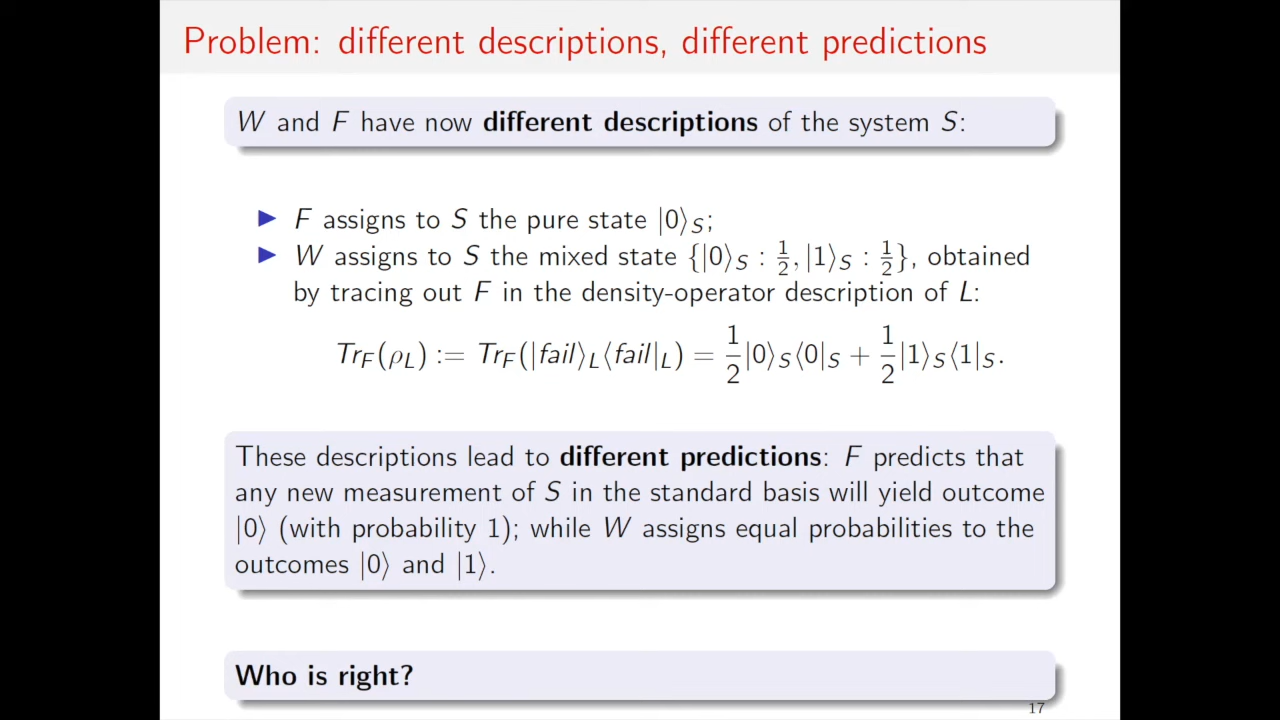 Problem: different descriptions, different predictions
W and F have now different descriptions of the system S:
▶ F assigns to S the pure state |0⟩_S;
▶ W assigns to S the mixed state {|0⟩_S : 1/2, |1⟩_S : 1/2}, obtained
by tracing out F in the density-operator description of L:
Tr_F(ρ_L) := Tr_F(|fail⟩_L⟨fail|_L) = 1/2|0⟩_S⟨0|_S + 1/2|1⟩_S⟨1|_S.
These descriptions lead to different predictions: F predicts that
any new measurement of S in the standard basis will yield outcome
|0⟩ (with probability 1); while W assigns equal probabilities to the
outcomes |0⟩ and |1⟩.
Who is right?
17